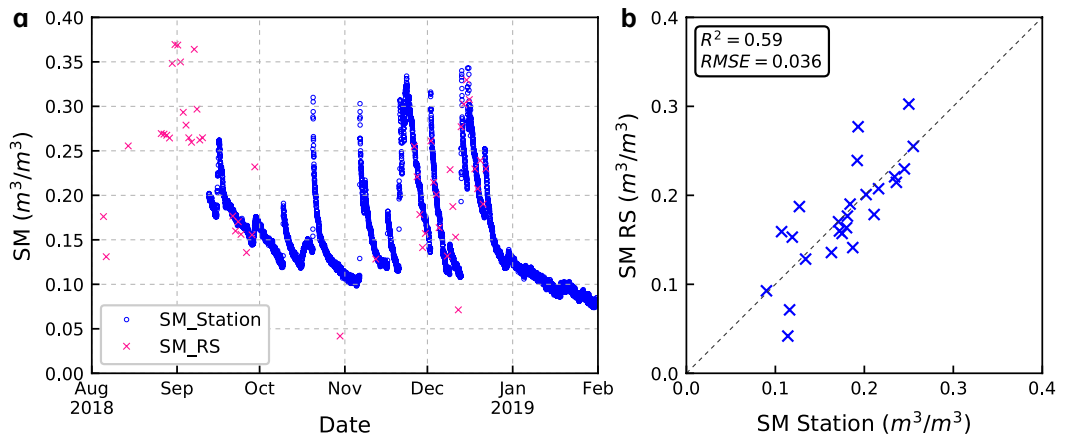 a
0.40
0.35
0.30
0.25
0.20
0.15
0.10
0.05
0.00
SM (m³/m³)
SM_Station
SM_RS
Aug
2018
Sep
Oct
Nov
Dec
Jan
2019
Feb
Date
b
0.4
0.3
0.2
0.1
0.0
SM RS (m³/m³)
R² = 0.59
RMSE = 0.036
0.0
0.1
0.2
0.3
0.4
SM Station (m³/m³)